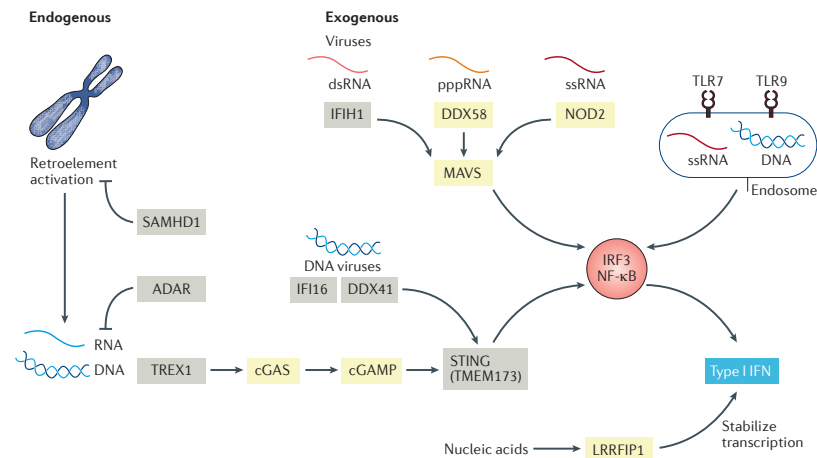 Endogenous
Exogenous
Viruses
dsRNA
pppRNA
ssRNA
TLR7
TLR9
IFIH1
DDX58
NOD2
ssRNA
DNA
Retroelement
activation
MAVS
Endosome
SAMHD1
DNA viruses
IRF3
NF-κB
ADAR
IFI16
DDX41
RNA
DNA
TREX1
cGAS
cGAMP
STING
(TMEM173)
Type I IFN
Stabilize
transcription
Nucleic acids
LRRFIP1